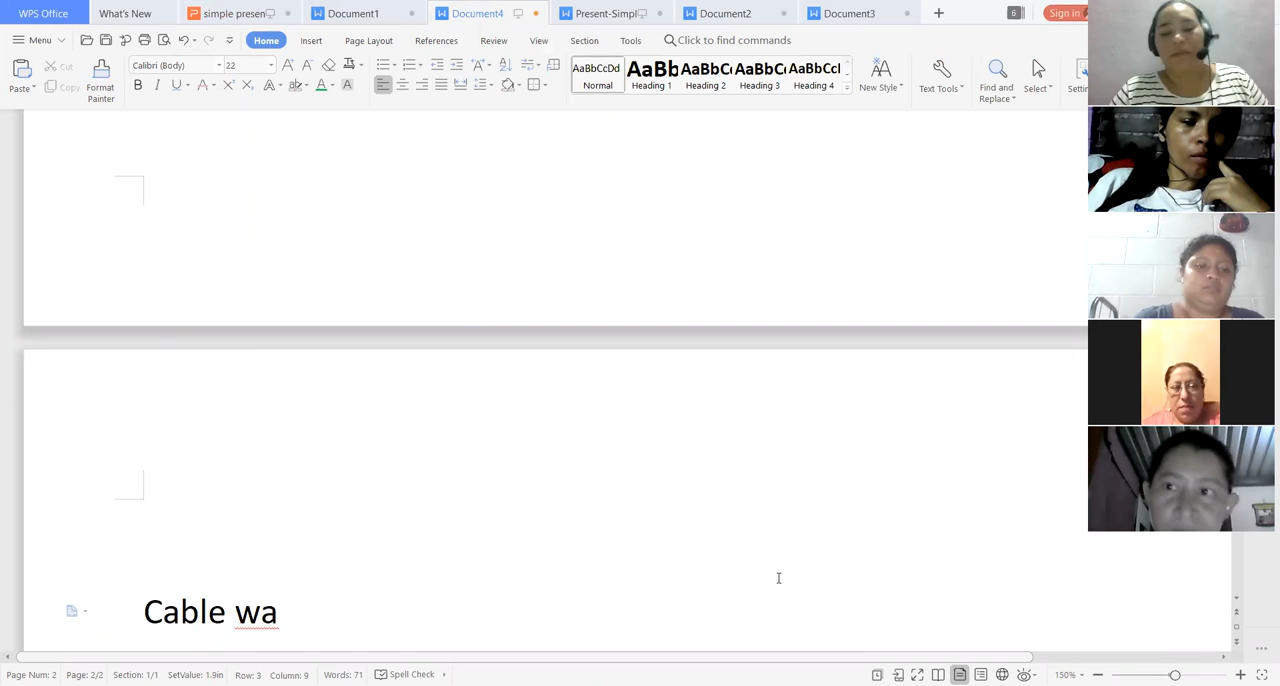 WPS Office What's New simple presen Document1 Document4 Present-Simpl Document2 Document3 6 Sign in
Menu Home Insert Page Layout References Review View Section Tools Click to find commands
Paste Cut Copy Format Painter Calibri (Body) 22 AaBbCcDd Normal AaBb Heading 1 AaBbC Heading 2 AaBbC Heading 3 AaBbCcI Heading 4 New Style Text Tools Find and Replace Select
B I U A X² X₂ A ab A A
Cable wa
Page Num: 2 Page: 2/2 Section: 1/1 SetValue: 1.9in Row: 3 Column: 9 Words: 71 Spell Check 150%